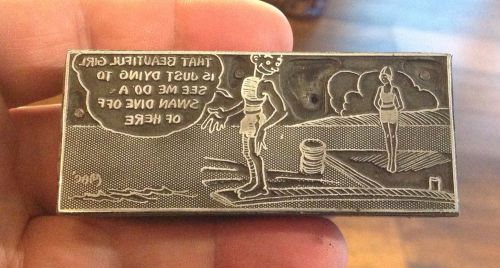 THAT BEAUTIFUL GIRL
IS JUST DYING TO
SEE ME DO A
SWAN DIVE OFF
OF HERE